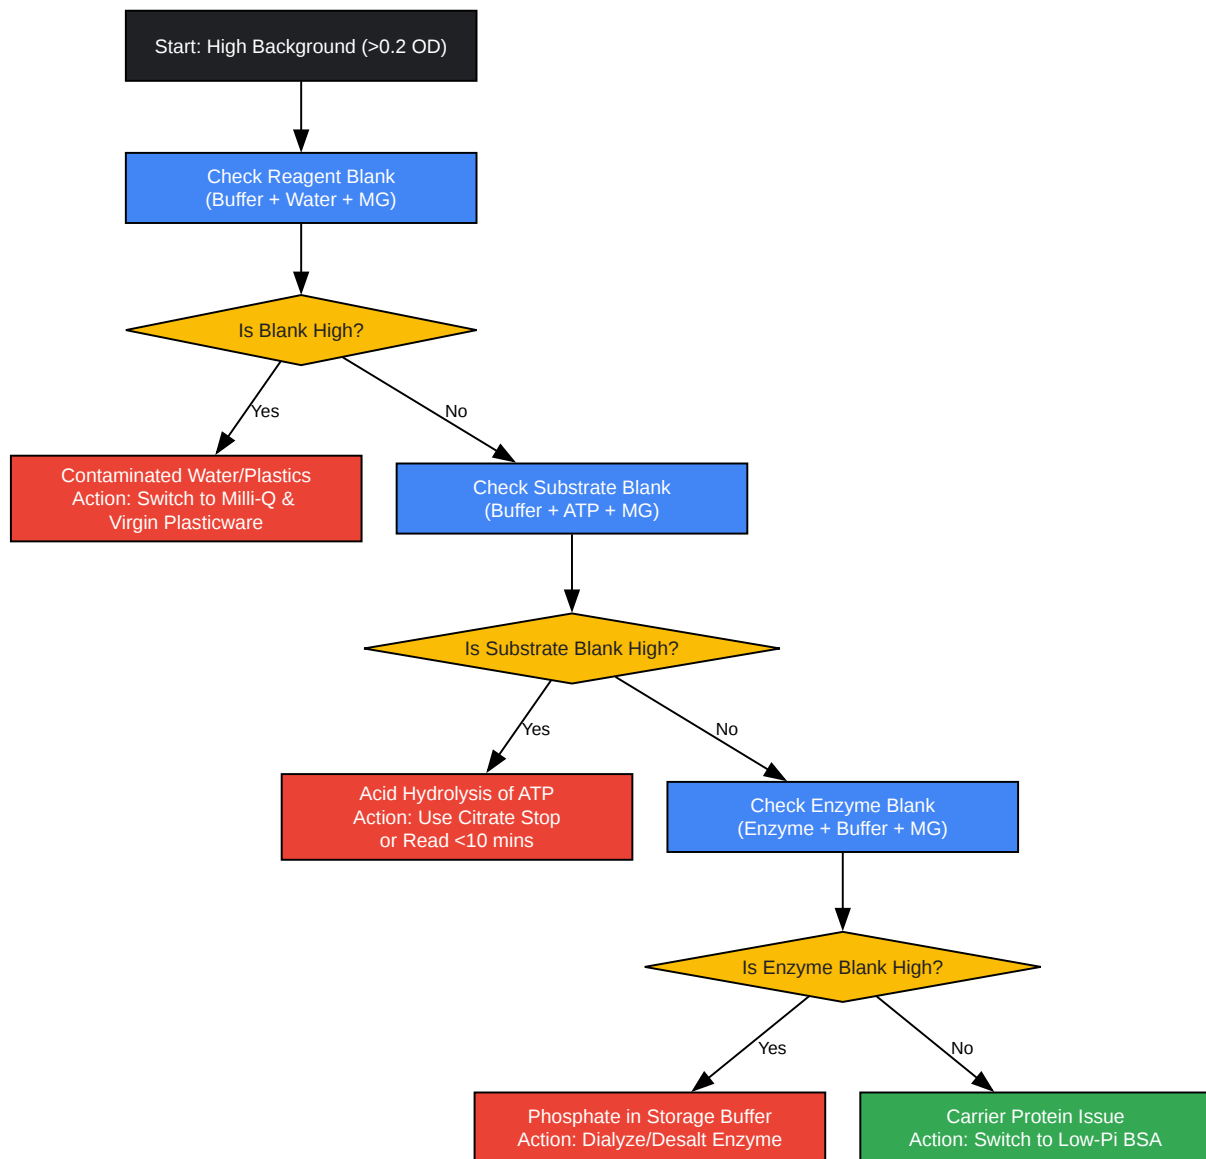 Start: High Background (>0.2 OD)
Check Reagent Blank
(Buffer + Water + MG)
Is Blank High?
Yes
No
Contaminated Water/Plastics
Action: Switch to Milli-Q &
Virgin Plasticware
Check Substrate Blank
(Buffer + ATP + MG)
Is Substrate Blank High?
Yes
No
Acid Hydrolysis of ATP
Action: Use Citrate Stop
or Read <10 mins
Check Enzyme Blank
(Enzyme + Buffer + MG)
Is Enzyme Blank High?
Yes
No
Phosphate in Storage Buffer
Action: Dialyze/Desalt Enzyme
Carrier Protein Issue
Action: Switch to Low-Pi BSA